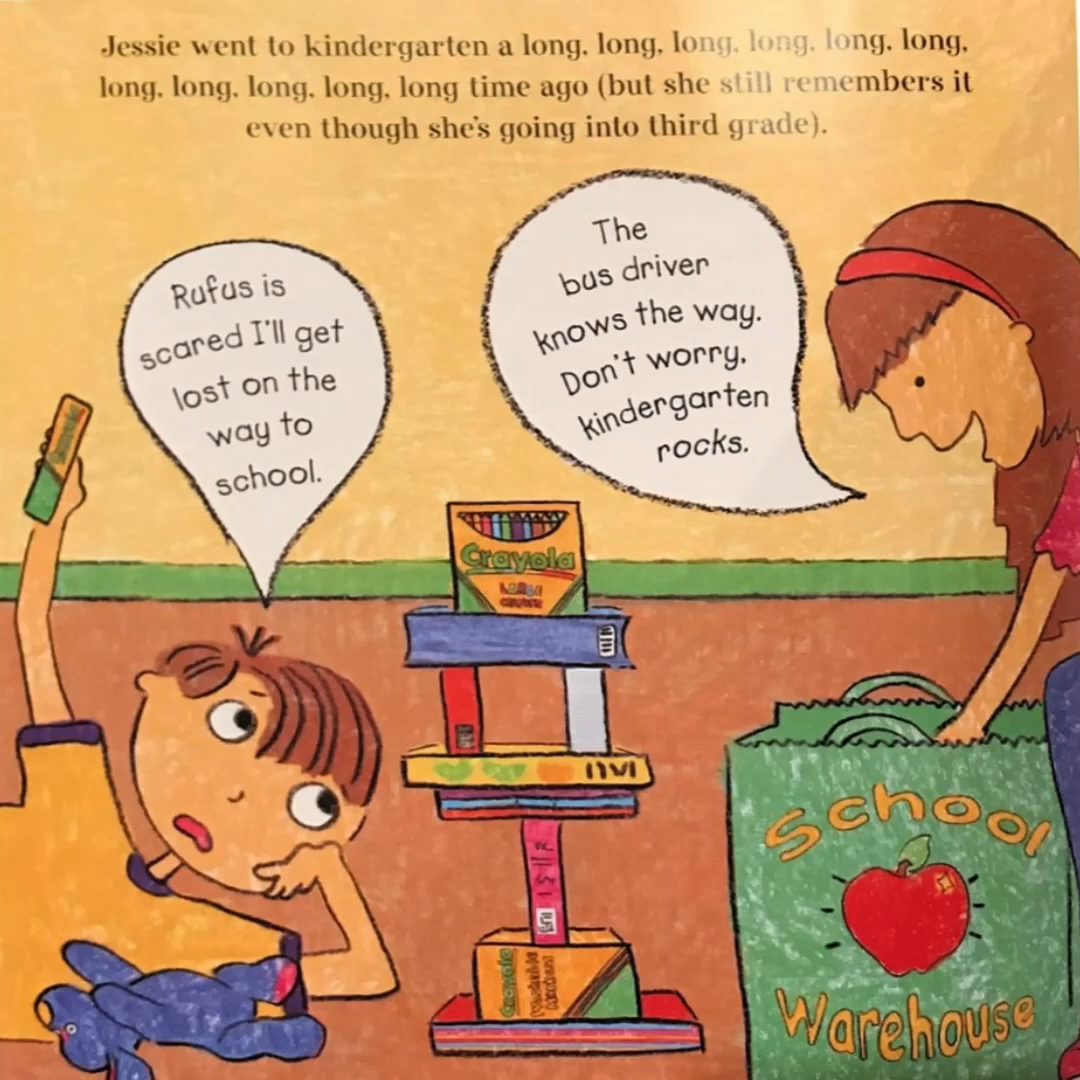 Jessie went to kindergarten a long, long, long, long, long, long,
long, long, long, long, long time ago (but she still remembers it
even though she's going into third grade).
The
bus driver
knows the way.
Don't worry,
kindergarten
rocks.
Rufus is
scared I'll get
lost on the
way to
school.
Crayola
School
Warehouse
Crayola